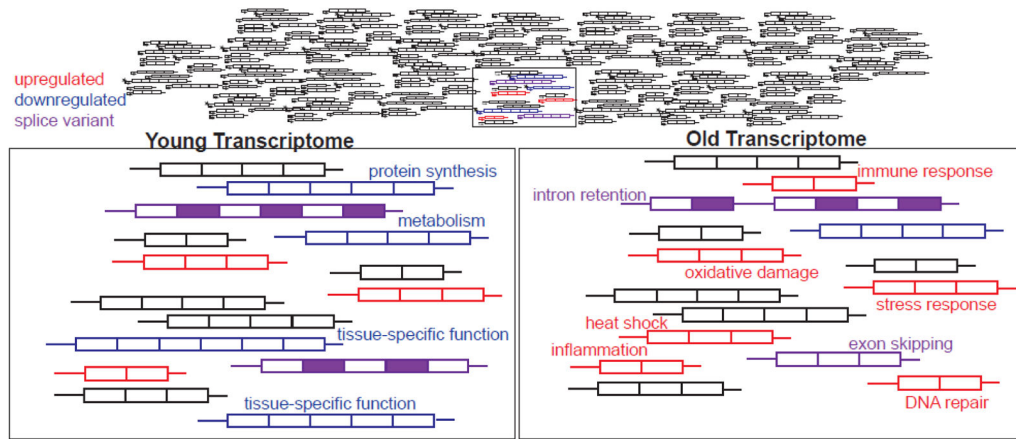 upregulated
downregulated
splice variant
Young Transcriptome
protein synthesis
metabolism
tissue-specific function
tissue-specific function
Old Transcriptome
immune response
intron retention
oxidative damage
stress response
heat shock
inflammation
exon skipping
DNA repair